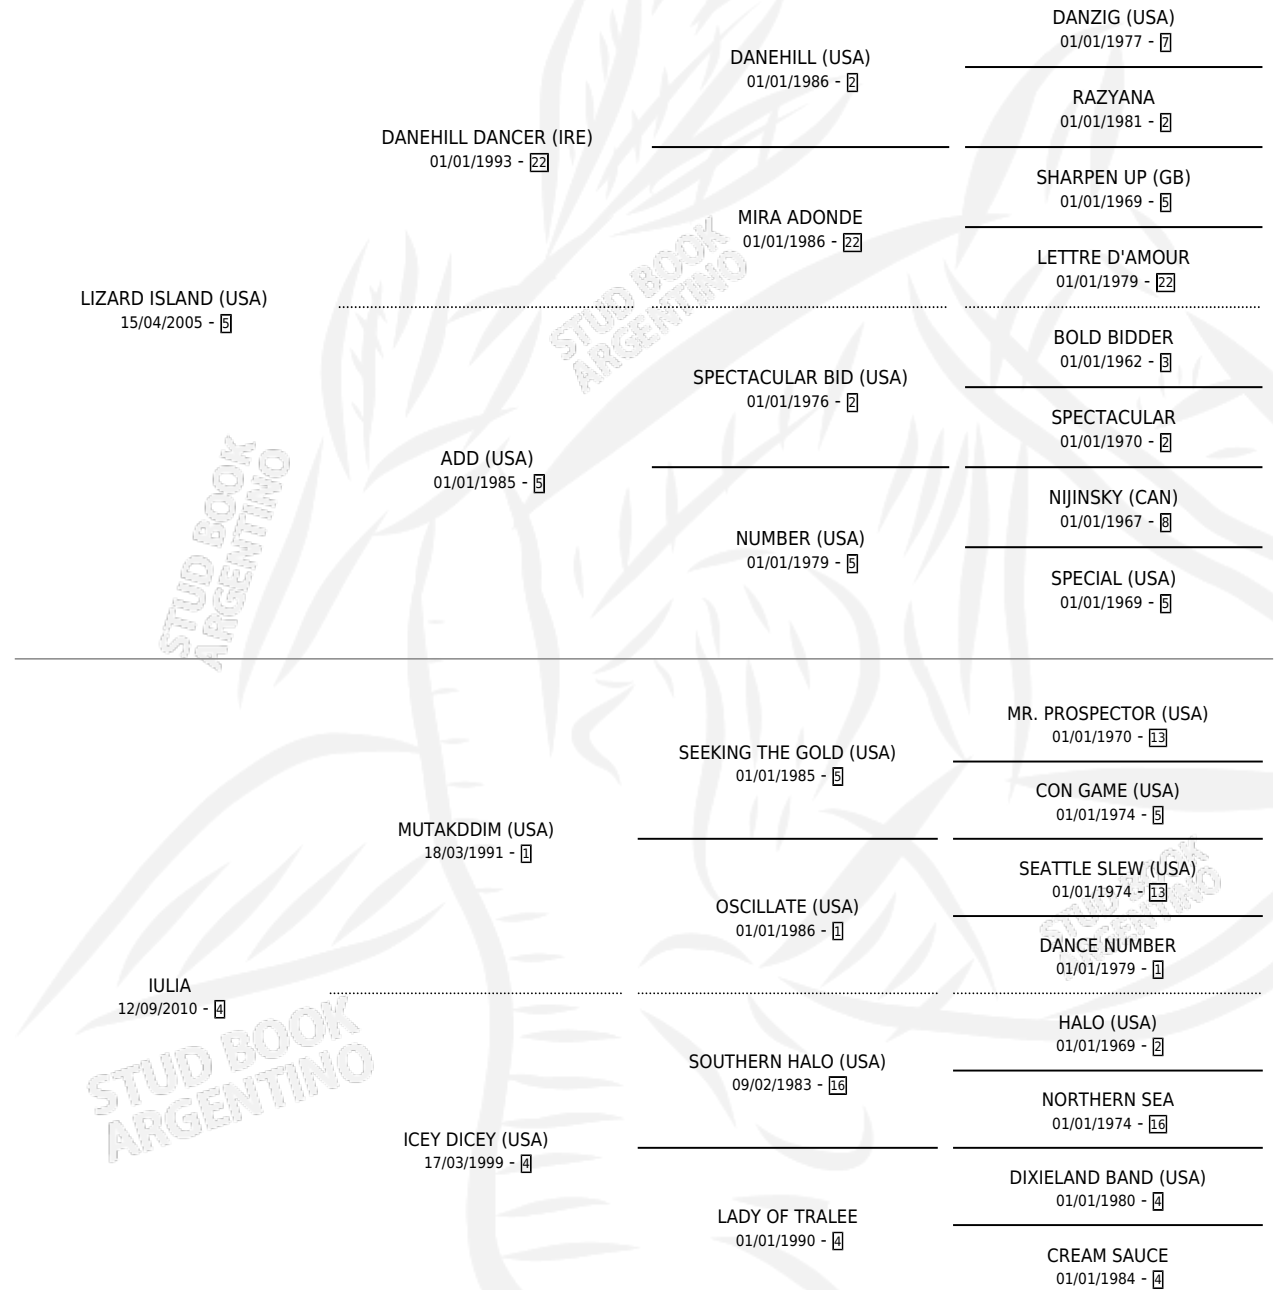 DANZIG (USA)
01/01/1977 - 7
DANEHILL (USA)
01/01/1986 - 2
RAZYANA
01/01/1981 - 2
DANEHILL DANCER (IRE)
01/01/1993 - 22
SHARPEN UP (GB)
01/01/1969 - 5
MIRA ADONDE
01/01/1986 - 22
LETTRE D'AMOUR
01/01/1979 - 22
LIZARD ISLAND (USA)
15/04/2005 - 5
BOLD BIDDER
01/01/1962 - 3
SPECTACULAR BID (USA)
01/01/1976 - 2
SPECTACULAR
01/01/1970 - 2
ADD (USA)
01/01/1985 - 5
NIJINSKY (CAN)
01/01/1967 - 8
NUMBER (USA)
01/01/1979 - 5
SPECIAL (USA)
01/01/1969 - 5
STUD BOOK
ARGENTINO
STUD BOOK
ARGENTINO
MR. PROSPECTOR (USA)
01/01/1970 - 13
SEEKING THE GOLD (USA)
01/01/1985 - 5
CON GAME (USA)
01/01/1974 - 5
MUTAKDDIM (USA)
18/03/1991 - 1
SEATTLE SLEW (USA)
01/01/1974 - 13
OSCILLATE (USA)
01/01/1986 - 1
DANCE NUMBER
01/01/1979 - 1
STUD BOOK
ARGENTINO
IULIA
12/09/2010 - 4
HALO (USA)
01/01/1969 - 2
SOUTHERN HALO (USA)
09/02/1983 - 16
NORTHERN SEA
01/01/1974 - 16
STUD BOOK
ARGENTINO
ICEY DICEY (USA)
17/03/1999 - 4
DIXIELAND BAND (USA)
01/01/1980 - 4
LADY OF TRALEE
01/01/1990 - 4
CREAM SAUCE
01/01/1984 - 4